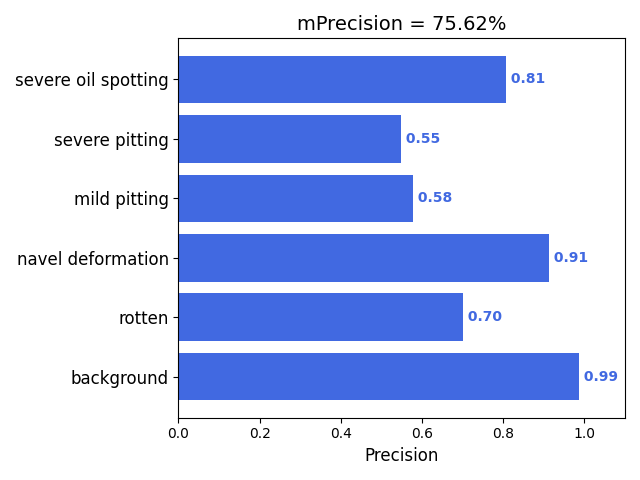 mPrecision = 75.62%
severe oil spotting 0.81
severe pitting 0.55
mild pitting 0.58
navel deformation 0.91
rotten 0.70
background 0.99
0.0 0.2 0.4 0.6 0.8 1.0
Precision